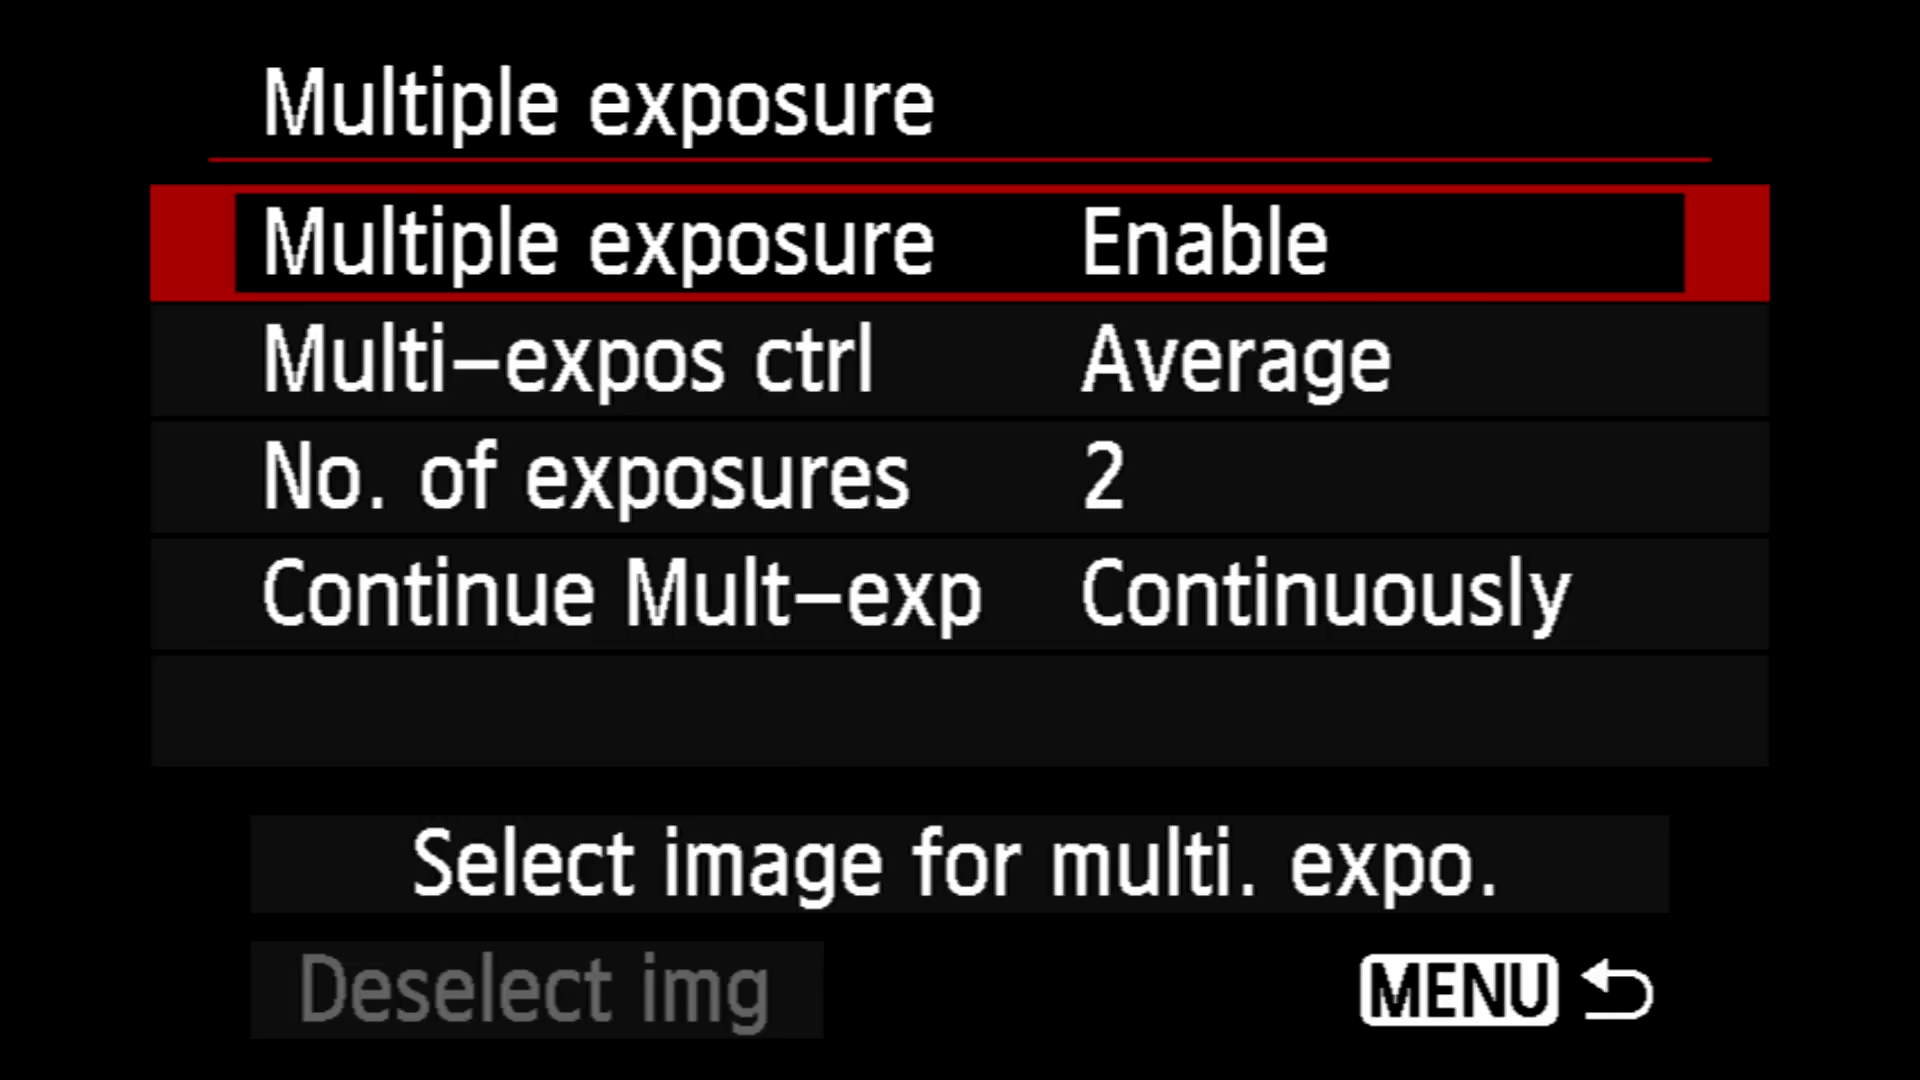 Multiple exposure
Multiple exposure Enable
Multi-expos ctrl Average
No. of exposures 2
Continue Mult-exp Continuously
Select image for multi. expo.
Deselect img MENU